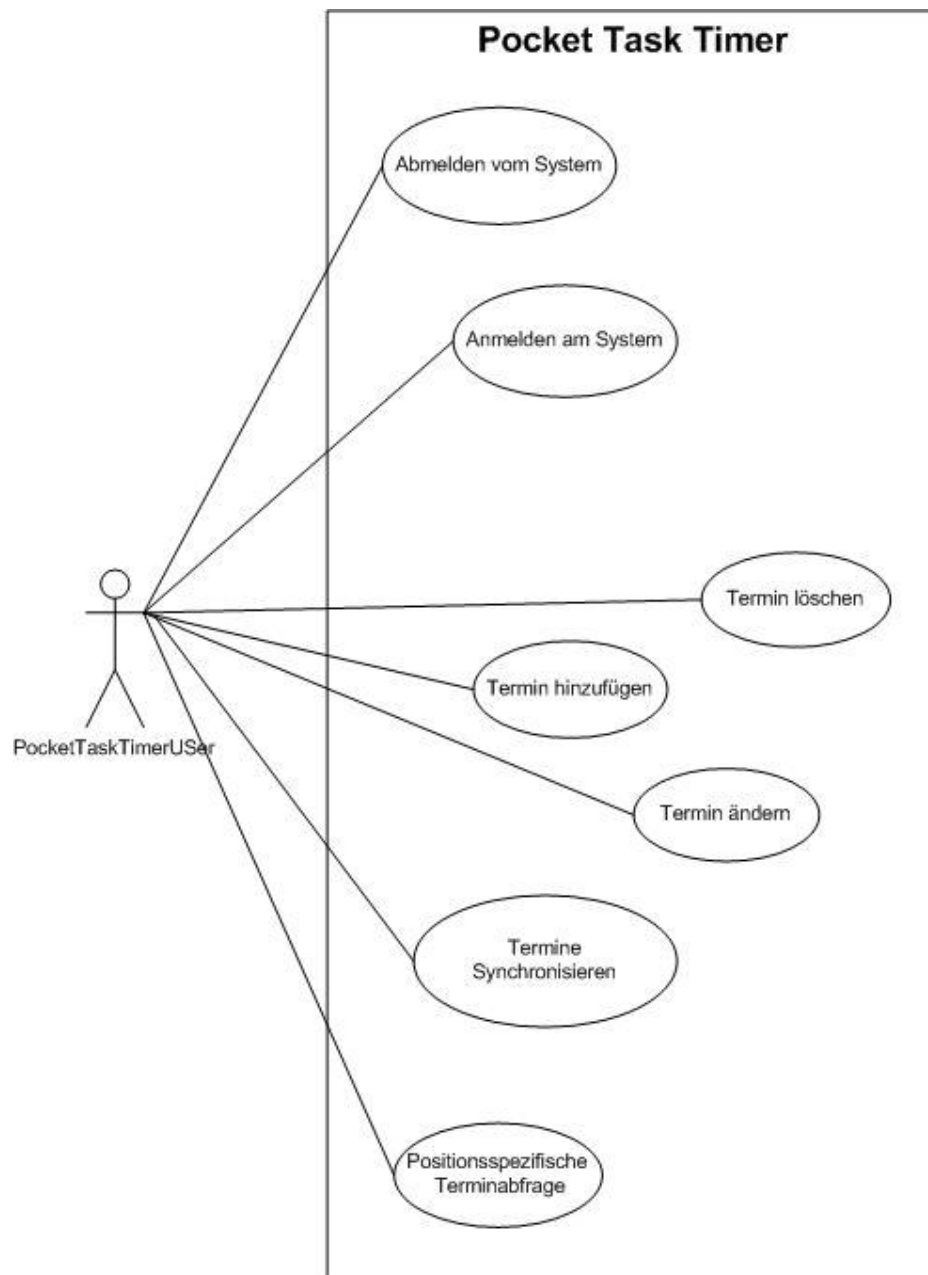 Pocket Task Timer
Abmelden vom System
Anmelden am System
Termin löschen
Termin hinzufügen
PocketTaskTimerUSer
Termin ändern
Termine
Synchronisieren
Positionsspezifische
Terminabfrage